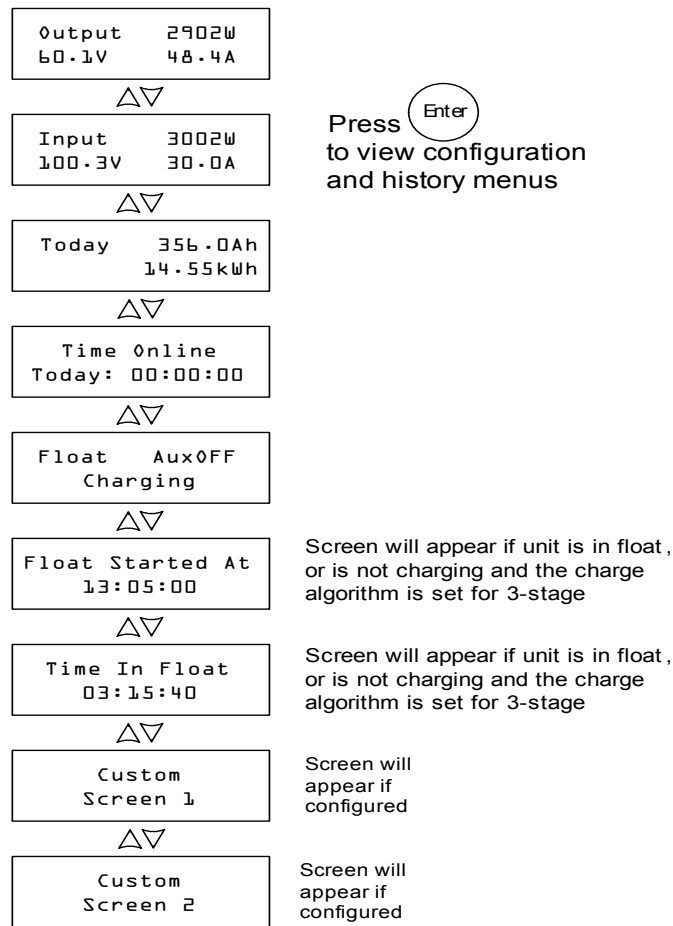 Output 2902W
60.1V 48.4A
Press Enter
to view configuration
and history menus
Input 3002W
100.3V 30.0A
Today 356.0Ah
14.55kWh
Time Online
Today: 00:00:00
Float AuxOFF
Charging
Float Started At
13:05:00
Screen will appear if unit is in float,
or is not charging and the charge
algorithm is set for 3-stage
Time In Float
03:15:40
Screen will appear if unit is in float,
or is not charging and the charge
algorithm is set for 3-stage
Custom
Screen 1
Screen will
appear if
configured
Custom
Screen 2
Screen will
appear if
configured